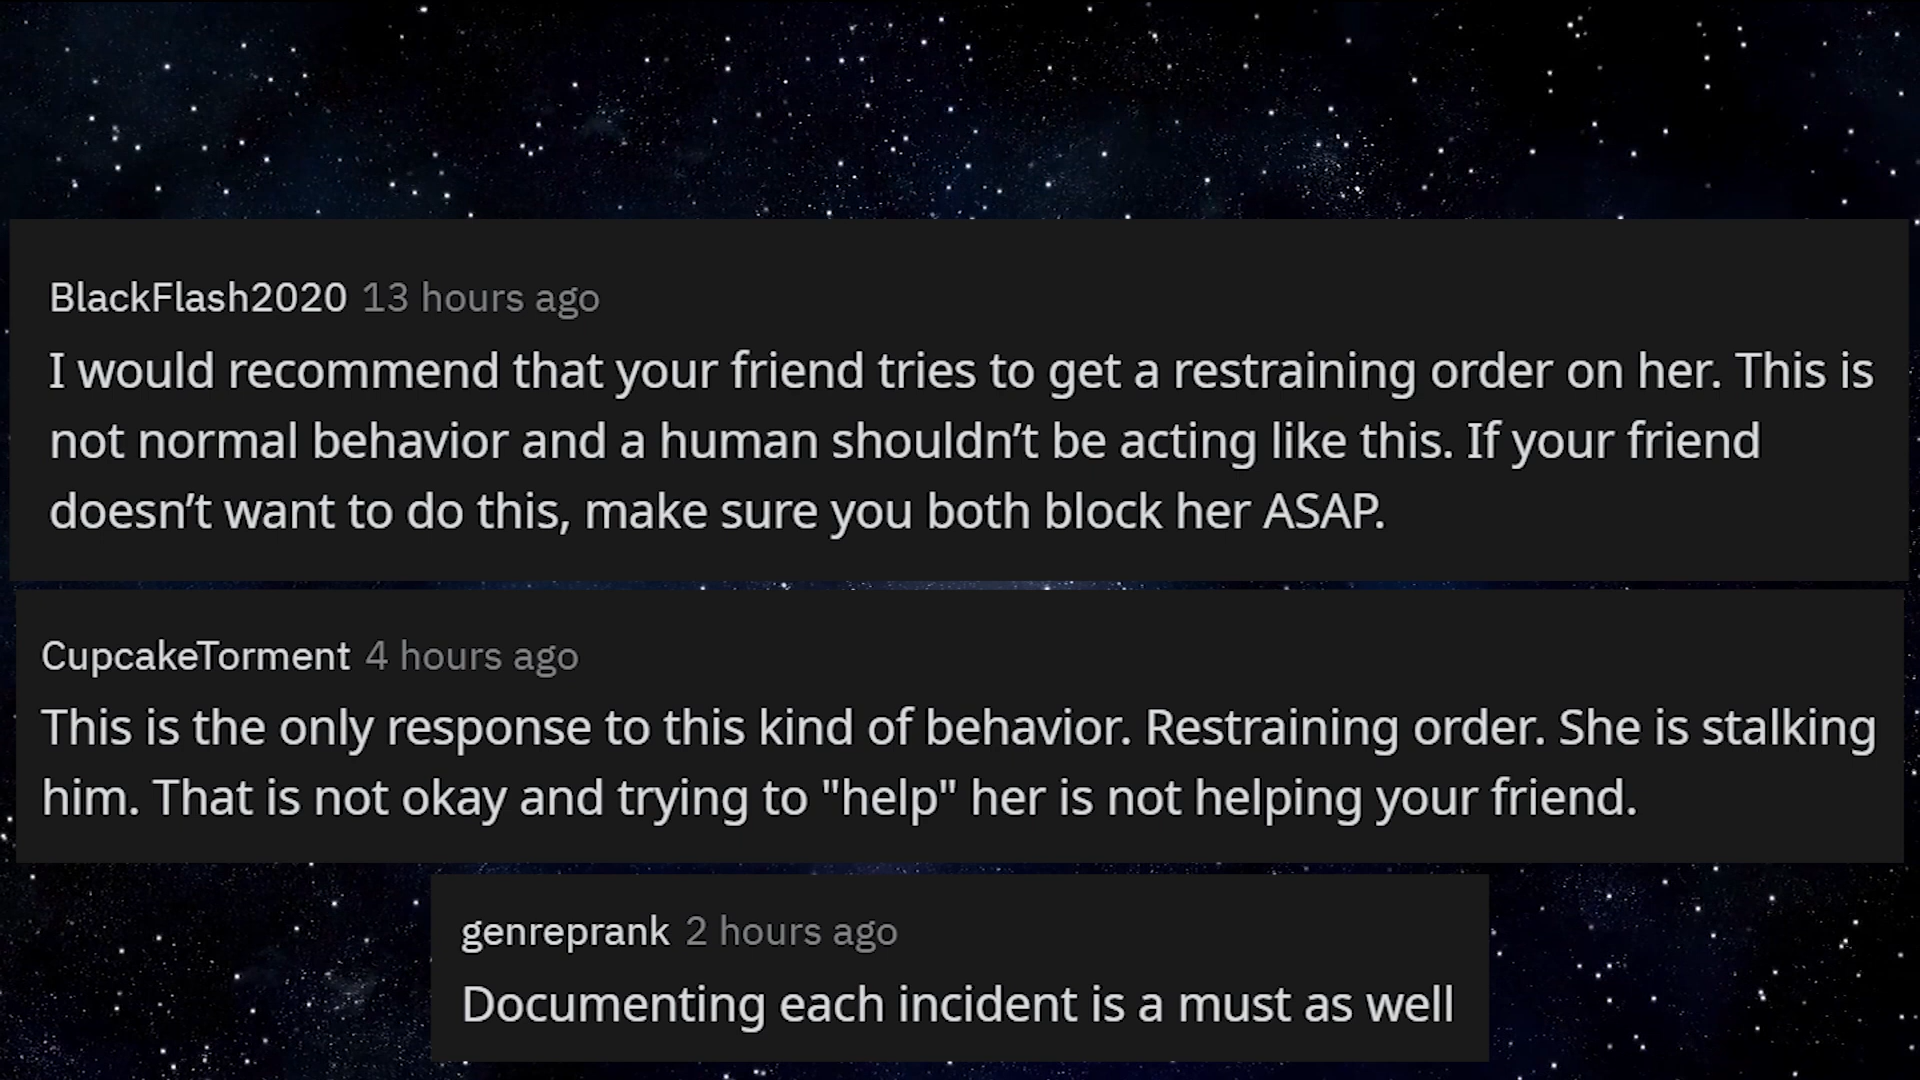 BlackFlash2020 13 hours ago
I would recommend that your friend tries to get a restraining order on her. This is
not normal behavior and a human shouldn’t be acting like this. If your friend
doesn’t want to do this, make sure you both block her ASAP.
CupcakeTorment 4 hours ago
This is the only response to this kind of behavior. Restraining order. She is stalking
him. That is not okay and trying to "help" her is not helping your friend.
genreprank 2 hours ago
Documenting each incident is a must as well